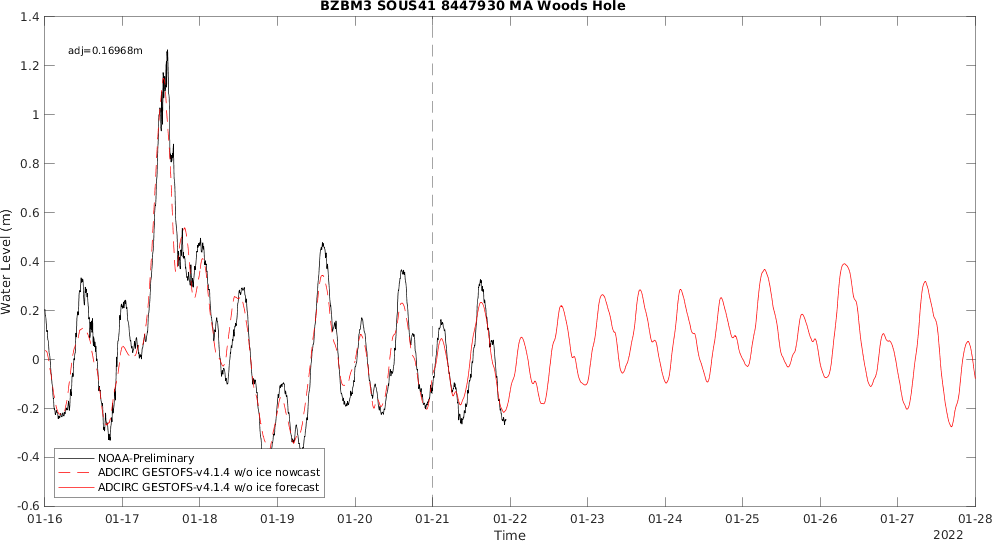 BZBM3 SOUS41 8447930 MA Woods Hole
adj=0.16968m
1.4
1.2
1
0.8
0.6
0.4
0.2
0
-0.2
-0.4
-0.6
Water Level (m)
NOAA-Preliminary
ADCIRC GESTOFS-v4.1.4 w/o ice nowcast
ADCIRC GESTOFS-v4.1.4 w/o ice forecast
01-16 01-17 01-18 01-19 01-20 01-21 01-22 01-23 01-24 01-25 01-26 01-27 01-28
Time
2022